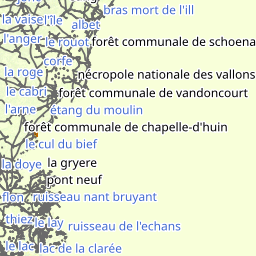 bras mort de l'ill
la vaisel'île
albet
l'anger
le rouot
forêt communale de schoena
corfe
la roge
nécropole nationale des vallons
le cabri
forêt communale de vandoncourt
l'arne
étang du moulin
forêt communale de chapelle-d'huin
le cul du bief
la doye
la gryere
pont neuf
flon
ruisseau nant bruyant
thiez
le lay
ruisseau de l'echans
le lac
lac de la clarée